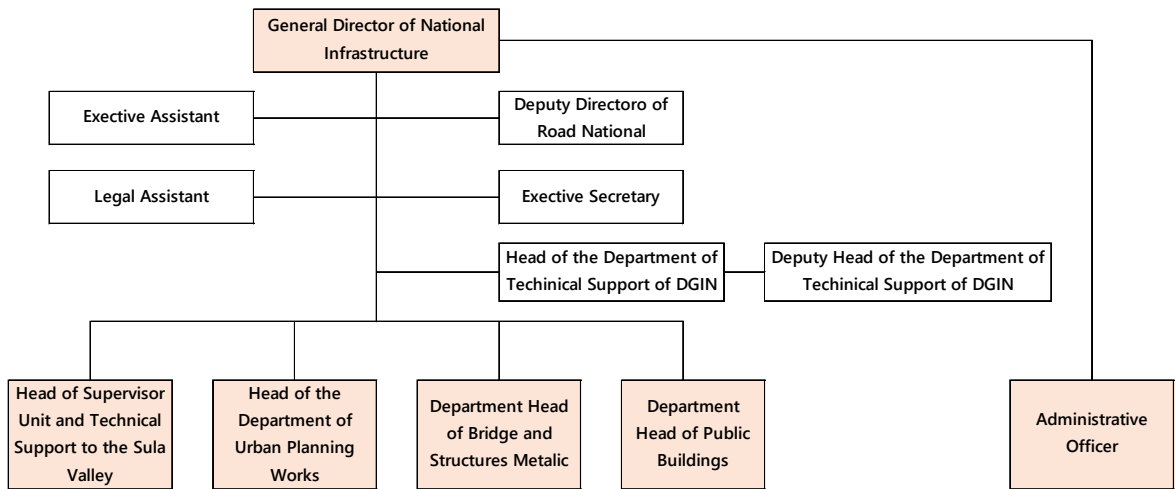 General Director of National
Infrastructure
Exective Assistant
Deputy Directoro of
Road National
Legal Assistant
Exective Secretary
Head of the Department of
Techinical Support of DGIN
Deputy Head of the Department of
Techinical Support of DGIN
Head of Supervisor
Unit and Technical
Support to the Sula
Valley
Head of the
Department of
Urban Planning
Works
Department Head
of Bridge and
Structures Metalic
Department
Head of Public
Buildings
Administrative
Officer